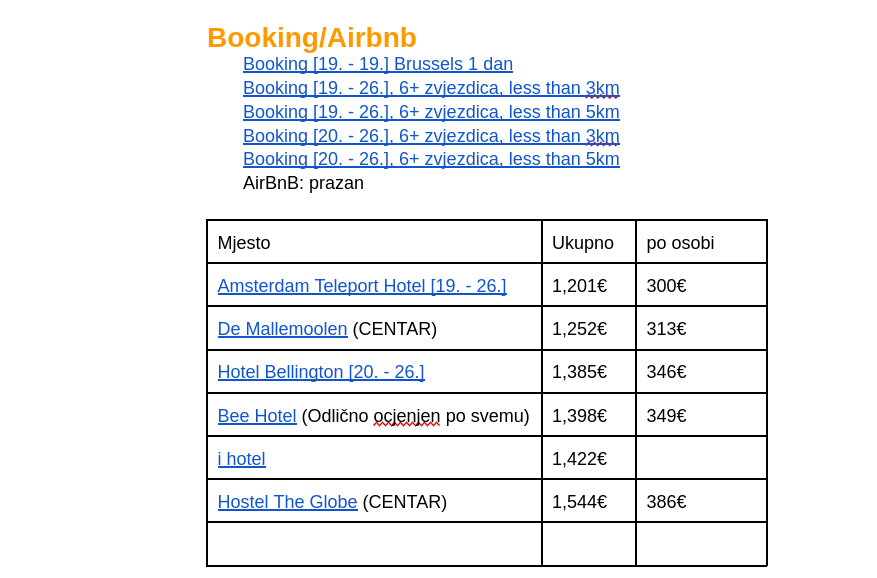 Booking/Airbnb
Booking [19. - 19.] Brussels 1 dan
Booking [19. - 26.], 6+ zvjezdica, less than 3km
Booking [19. - 26.], 6+ zvjezdica, less than 5km
Booking [20. - 26.], 6+ zvjezdica, less than 3km
Booking [20. - 26.], 6+ zvjezdica, less than 5km
AirBnB: prazan
Mjesto Ukupno po osobi
Amsterdam Teleport Hotel [19. - 26.] 1,201€ 300€
De Mallemoolen (CENTAR) 1,252€ 313€
Hotel Bellington [20. - 26.] 1,385€ 346€
Bee Hotel (Odlično ocjenjen po svemu) 1,398€ 349€
i hotel 1,422€
Hostel The Globe (CENTAR) 1,544€ 386€